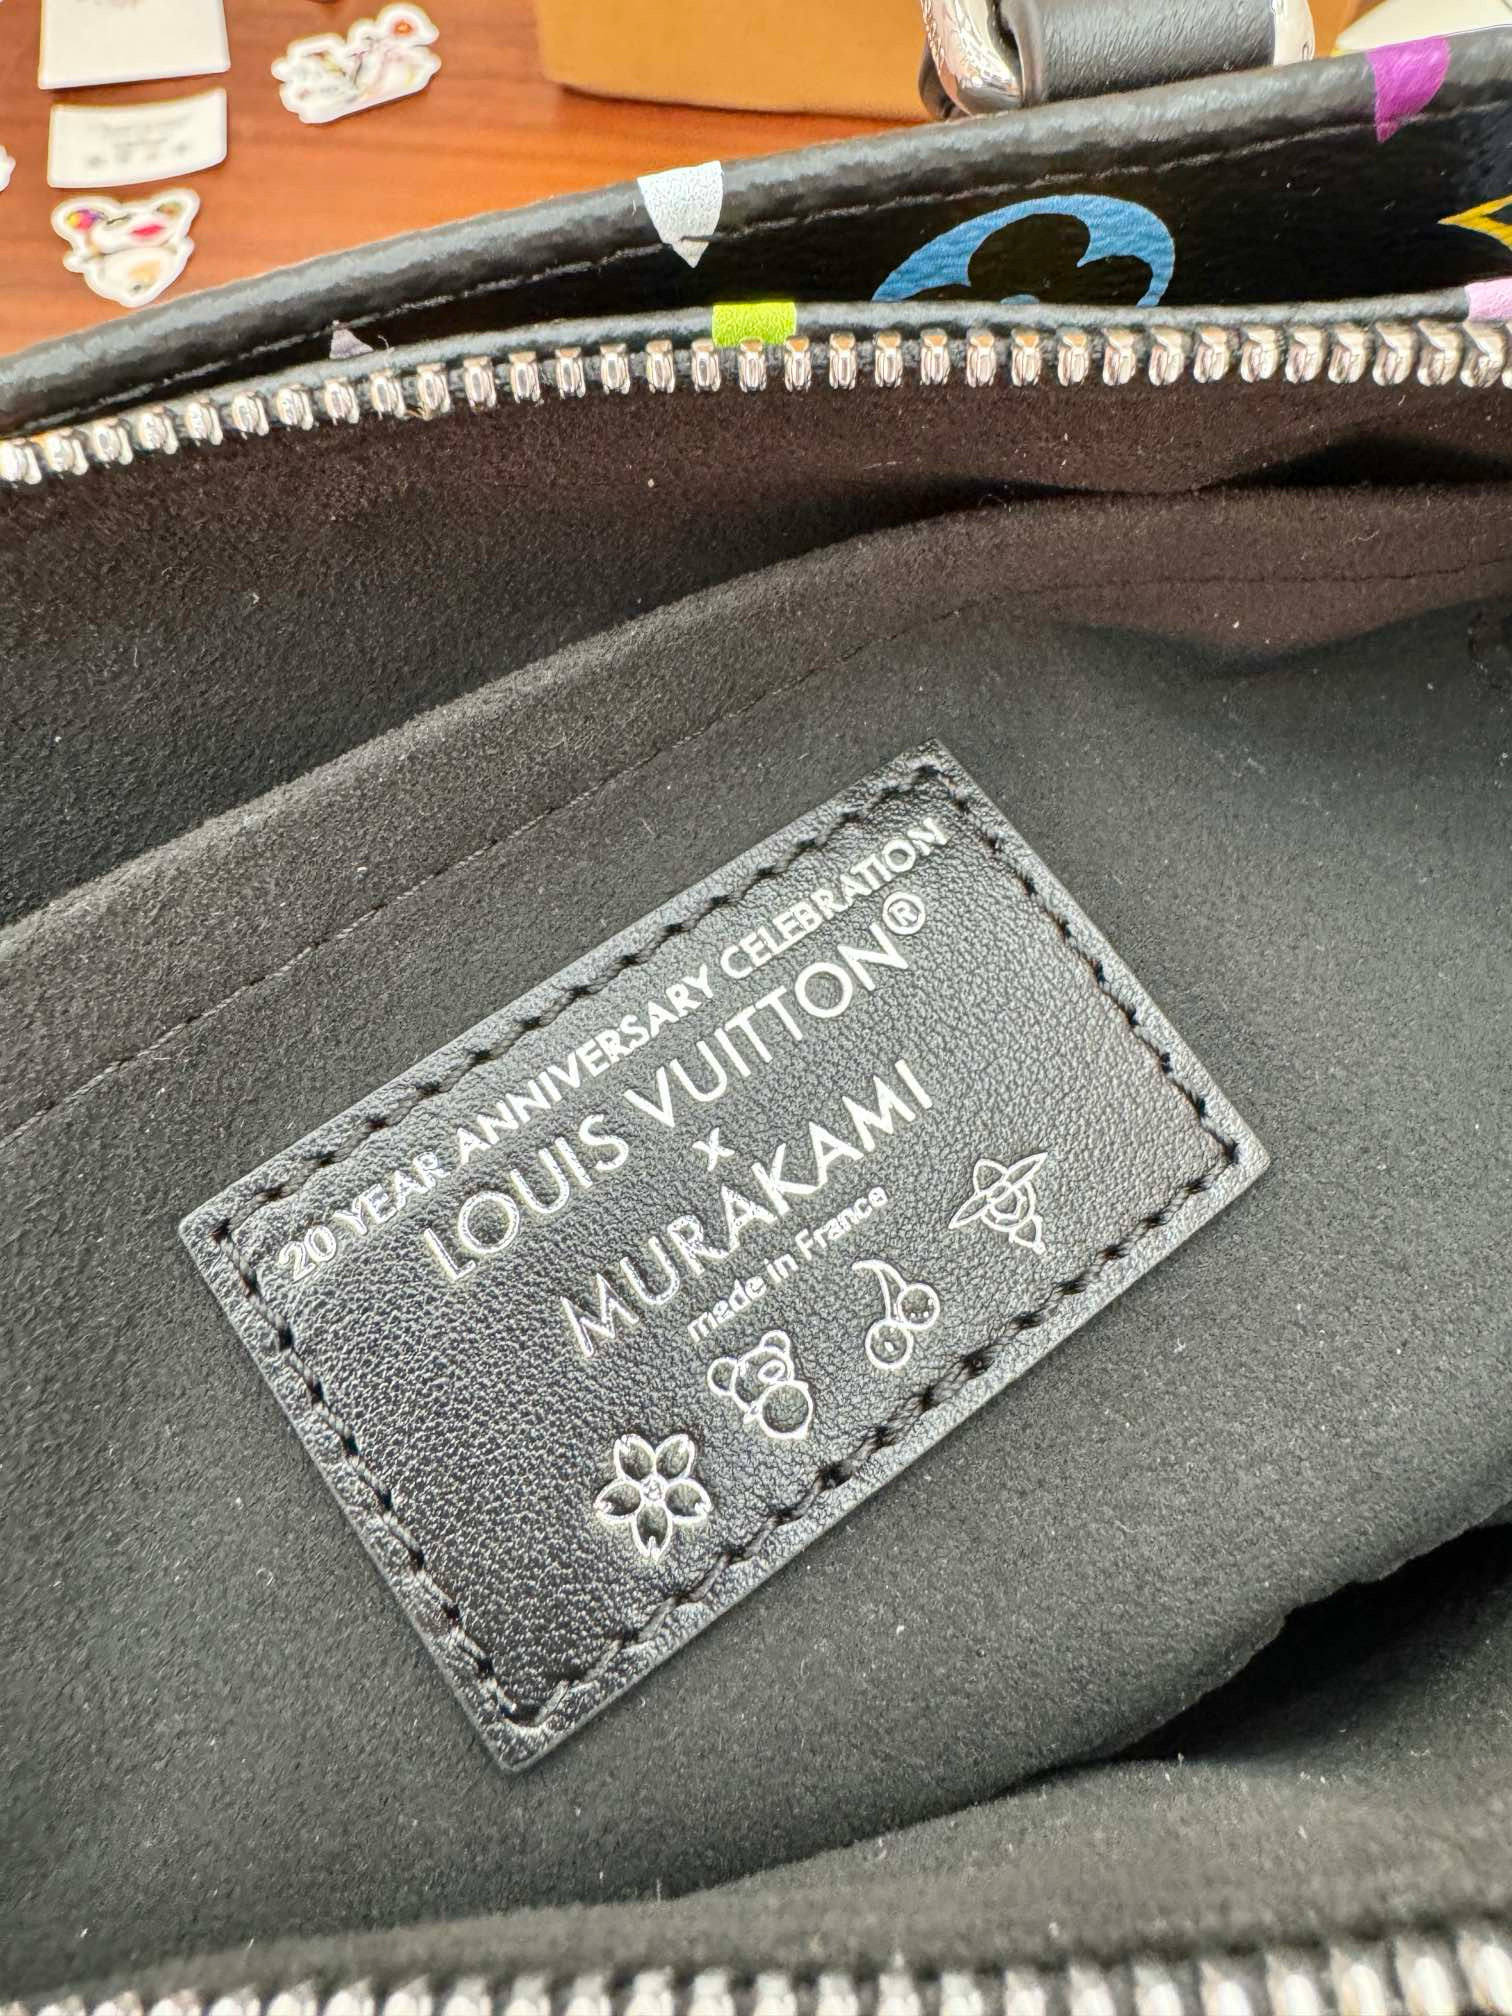 20 YEAR ANNIVERSARY CELEBRATION
LOUIS VUITTON®
x
MURAKAMI
made in France